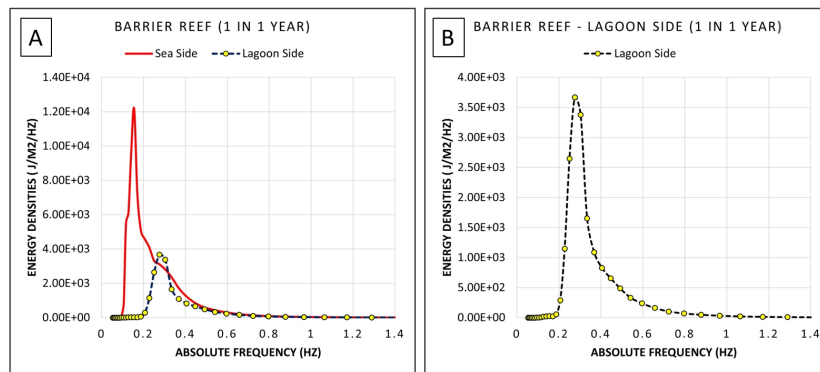 A
BARRIER REEF (1 IN 1 YEAR)
Sea Side
Lagoon Side
1.40E+04
1.20E+04
1.00E+04
8.00E+03
6.00E+03
4.00E+03
2.00E+03
0.00E+00
ENERGY DENSITIES ( J/M2/HZ)
0
0.2
0.4
0.6
0.8
1
1.2
1.4
ABSOLUTE FREQUENCY (HZ)
B
BARRIER REEF - LAGOON SIDE (1 IN 1 YEAR)
Lagoon Side
4.00E+03
3.50E+03
3.00E+03
2.50E+03
2.00E+03
1.50E+03
1.00E+03
5.00E+02
0.00E+00
ENERGY DENSITIES ( J/M2/HZ)
0
0.2
0.4
0.6
0.8
1
1.2
1.4
ABSOLUTE FREQUENCY (HZ)